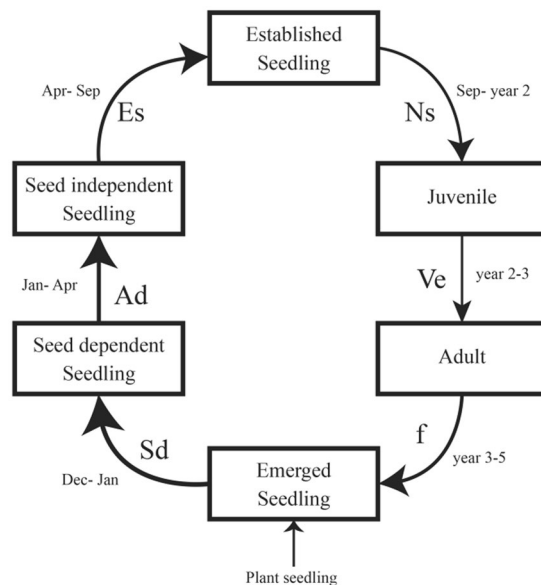 Established
Seedling
Apr- Sep
Es
Ns
Sep- year 2
Seed independent
Seedling
Juvenile
Jan- Apr
Ad
Ve
year 2-3
Seed dependent
Seedling
Adult
Sd
f
Dec- Jan
year 3-5
Emerged
Seedling
Plant seedling